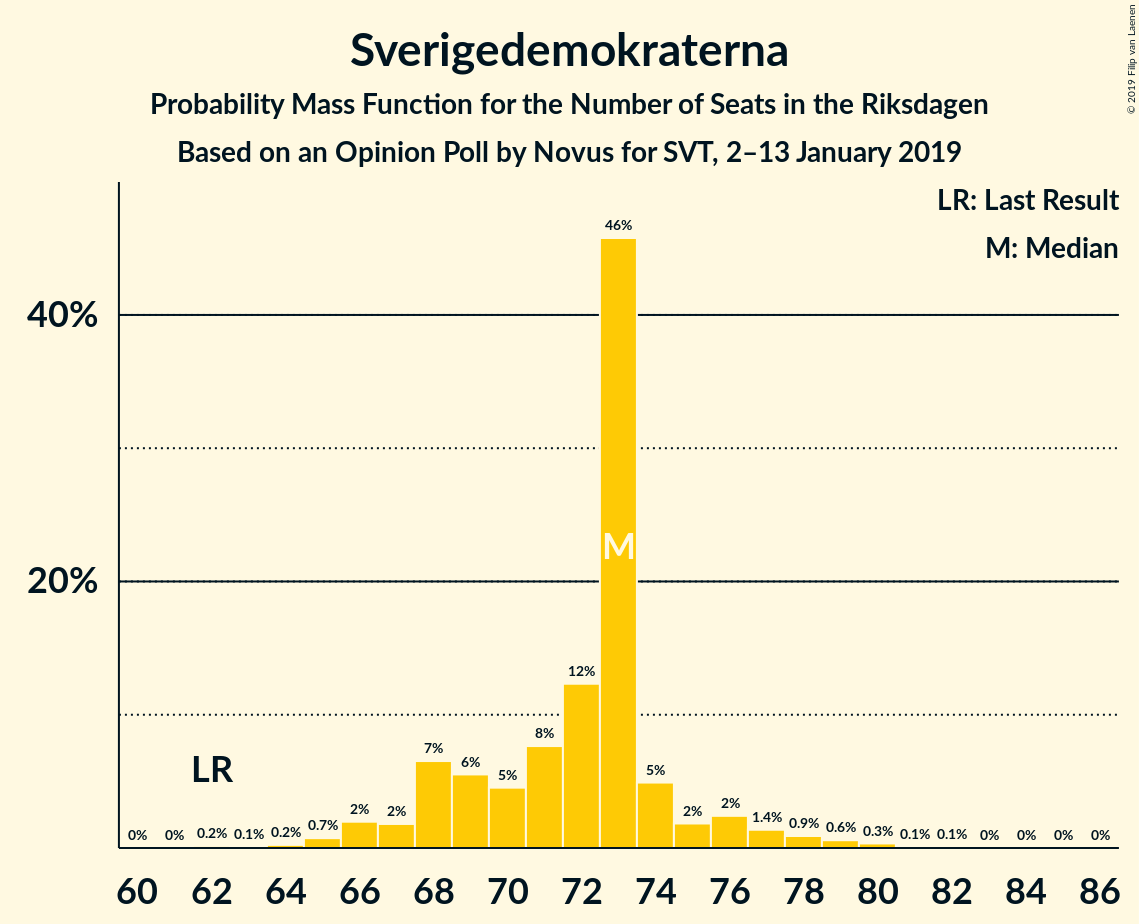 Sverigedemokraterna
Probability Mass Function for the Number of Seats in the Riksdagen
Based on an Opinion Poll by Novus for SVT, 2–13 January 2019
© 2019 Filip van Laenen
LR: Last Result
M: Median
40%
20%
46%
M
12%
8%
7%
6%
5%
5%
LR
0% 0% 0.2% 0.1% 0.2% 0.7% 2% 2% 2% 2% 1.4% 0.9% 0.6% 0.3% 0.1% 0.1% 0% 0% 0% 0%
60 62 64 66 68 70 72 74 76 78 80 82 84 86